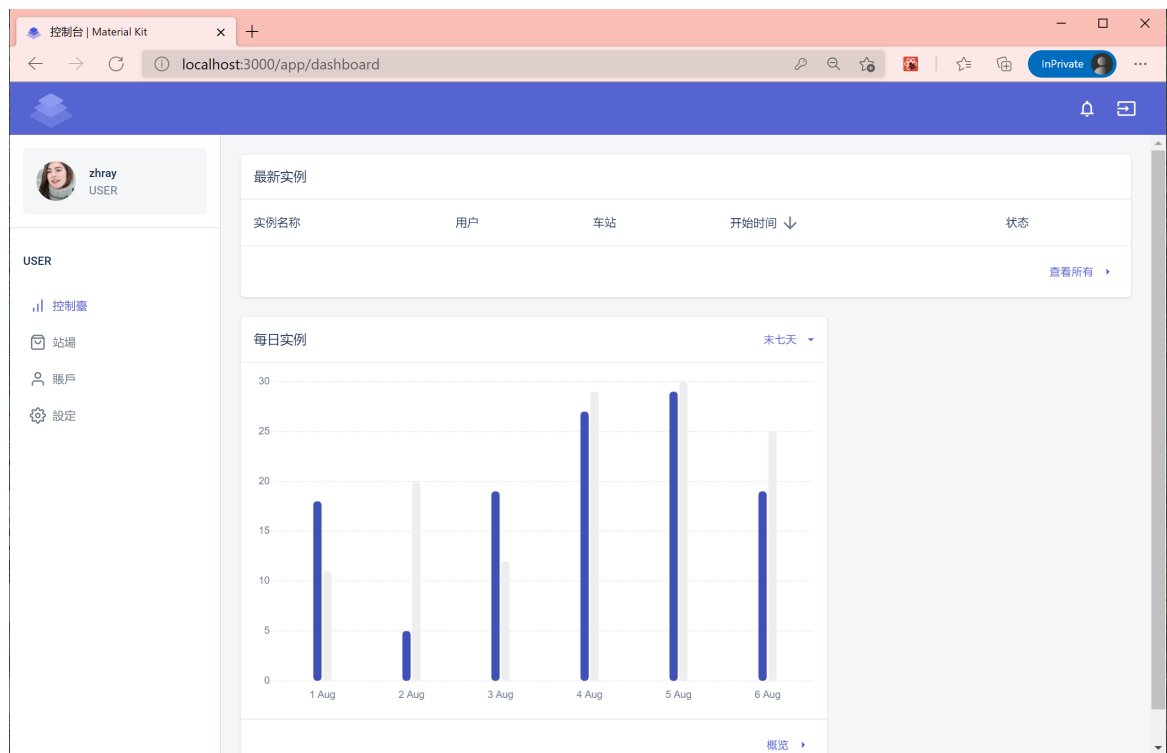 控制台 | Material Kit
localhost:3000/app/dashboard
InPrivate
zhray
USER
USER
控制臺
站場
賬戶
設定
最新实例
实例名称 用户 车站 开始时间 状态
查看所有
每日实例 末七天
30
25
20
15
10
5
0
1 Aug 2 Aug 3 Aug 4 Aug 5 Aug 6 Aug
概览